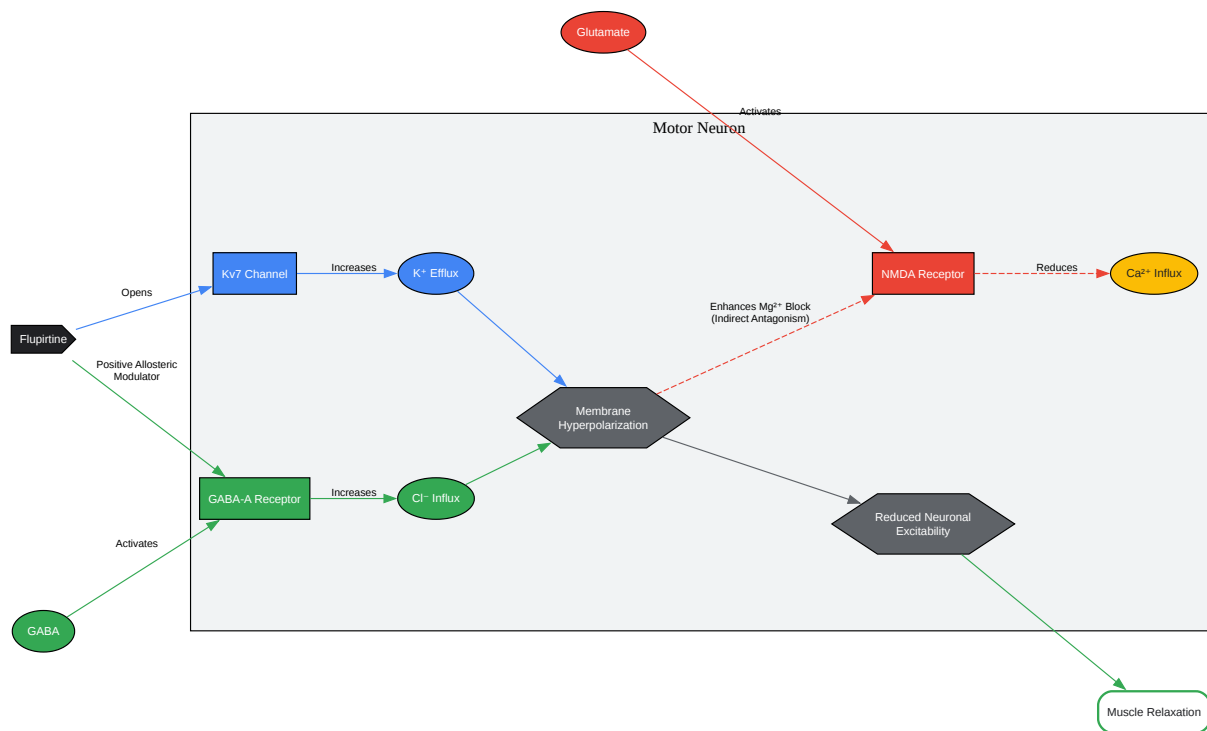 Glutamate
Activates
Motor Neuron
Kv7 Channel
Increases
K⁺ Efflux
NMDA Receptor
Reduces
Ca²⁺ Influx
Opens
Enhances Mg²⁺ Block
(Indirect Antagonism)
Flupirtine
Positive Allosteric
Modulator
Membrane
Hyperpolarization
GABA-A Receptor
Increases
Cl⁻ Influx
Reduced Neuronal
Excitability
Activates
GABA
Muscle Relaxation